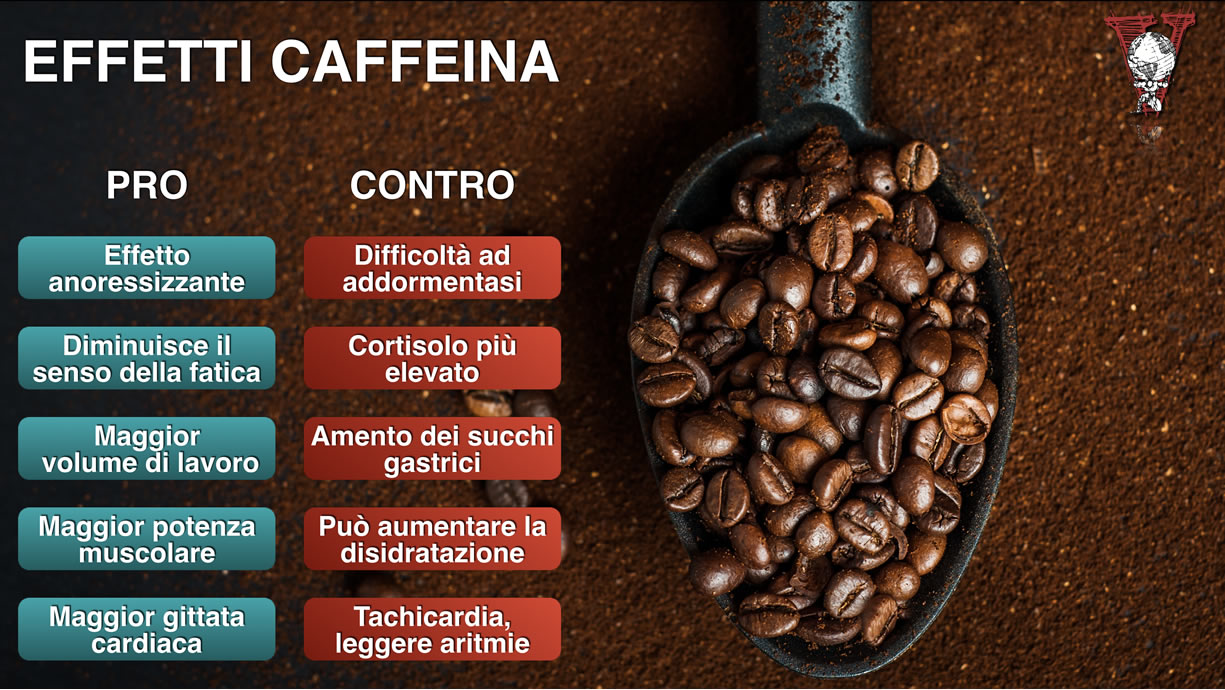 EFFETTI CAFFEINA
PRO
CONTRO
Effetto
anoressizzante
Difficoltà ad
addormentasi
Diminuisce il
senso della fatica
Cortisolo più
elevato
Maggior
volume di lavoro
Amento dei succhi
gastrici
Maggior potenza
muscolare
Può aumentare la
disidratazione
Maggior gittata
cardiaca
Tachicardia,
leggere aritmie